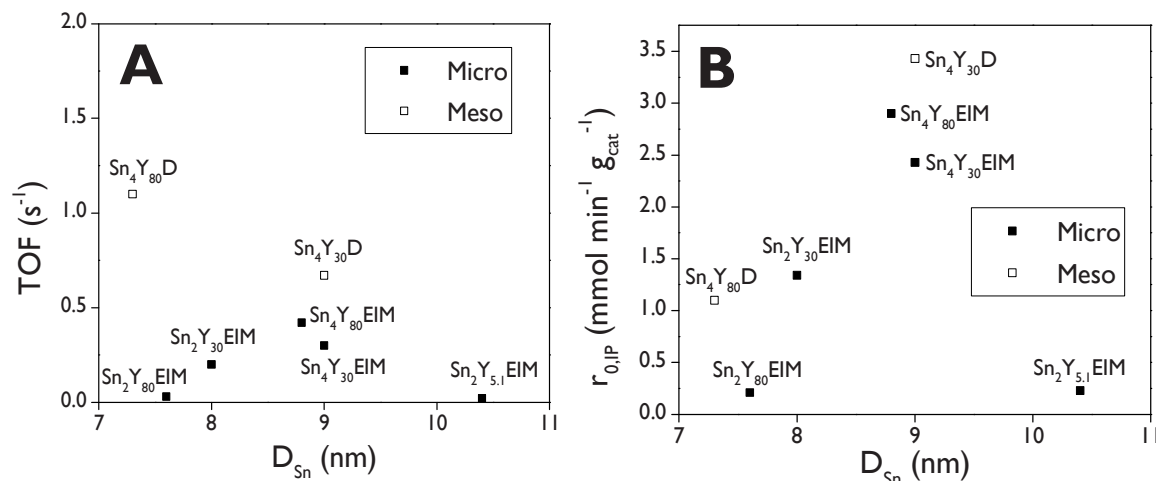 A
TOF (s⁻¹)
2.0
1.5
1.0
0.5
0.0
■ Micro
□ Meso
Sn₄Y₈₀D
Sn₄Y₃₀D
Sn₄Y₈₀EIM
Sn₂Y₃₀EIM
Sn₄Y₃₀EIM
Sn₂Y₈₀EIM
Sn₂Y₅.₁EIM
7 8 9 10 11
D_Sn (nm)
B
r₀,IP (mmol min⁻¹ g_cat⁻¹)
3.5
3.0
2.5
2.0
1.5
1.0
0.5
0.0
Sn₄Y₃₀D
Sn₄Y₈₀EIM
Sn₄Y₃₀EIM
■ Micro
□ Meso
Sn₂Y₃₀EIM
Sn₄Y₈₀D
Sn₂Y₈₀EIM
Sn₂Y₅.₁EIM
7 8 9 10 11
D_Sn (nm)